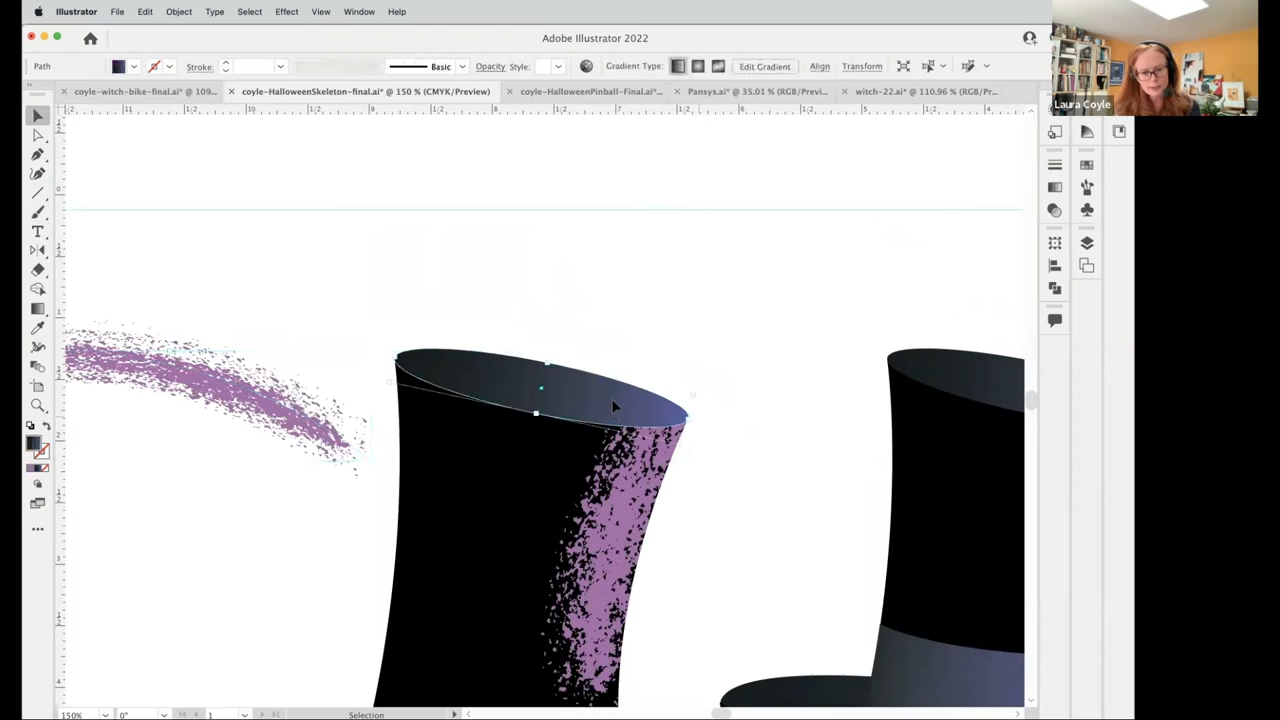 Illustrator File Edit Object Type Select Effect View Window Help
Adobe Illustrator 2022
Path Stroke: Basic Opacity Style: Gradient Type: Edit Gradient Align Transform
Laura Coyle
coyle-witch-bike-final.ai* @ 109... coyle-HalloweenSkeleton-final.ai* @ 150 % (CMYK/Preview) coyle-HalloweenPinball-Final.ai*... Pansys.ai* @ 35.01 % (RGB/Previ... witch-22.ai* @ 110.96 % (RGB/Pr...
150% 0° 1 Selection